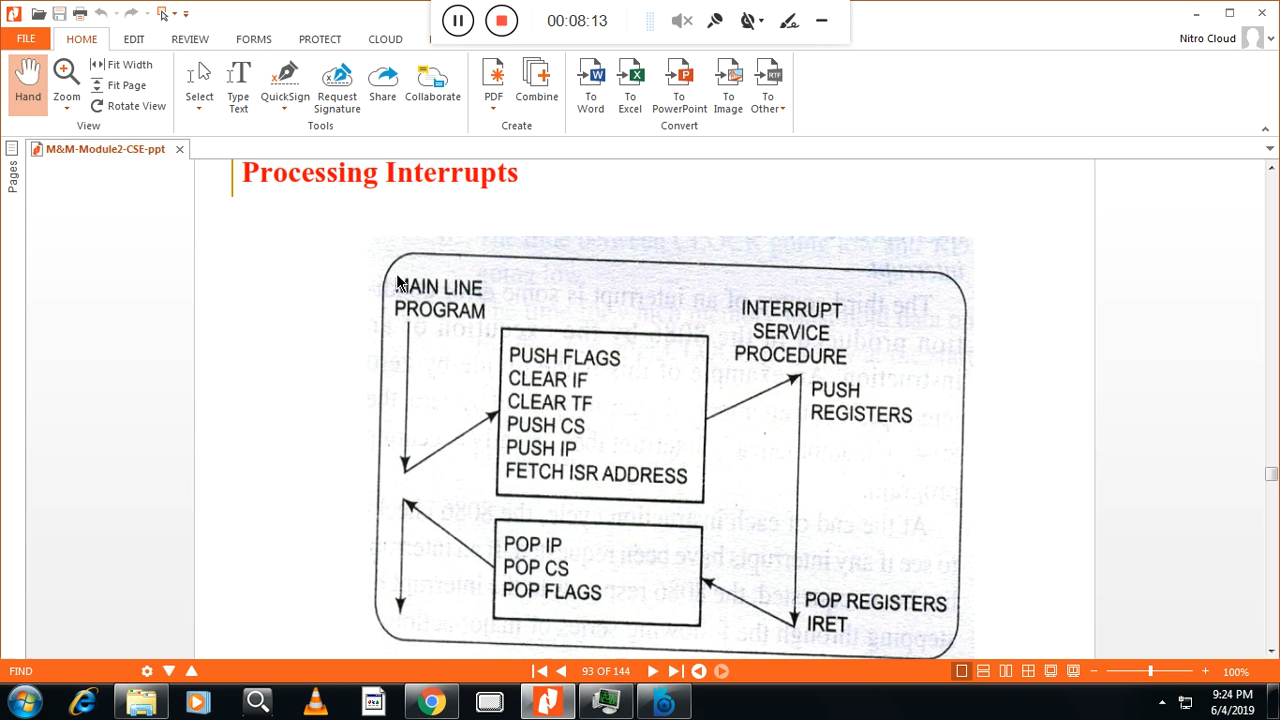 00:08:13
FILE
HOME
EDIT
REVIEW
FORMS
PROTECT
CLOUD
Nitro Cloud
Hand
Zoom
Fit Width
Fit Page
Rotate View
View
Select
Type
Text
QuickSign
Request
Signature
Share
Collaborate
Tools
PDF
Combine
Create
To
Word
To
Excel
To
PowerPoint
To
Image
To
Other
Convert
Pages
M&M-Module2-CSE-ppt
Processing Interrupts
MAIN LINE
PROGRAM
INTERRUPT
SERVICE
PROCEDURE
PUSH FLAGS
CLEAR IF
CLEAR TF
PUSH CS
PUSH IP
FETCH ISR ADDRESS
PUSH
REGISTERS
POP IP
POP CS
POP FLAGS
POP REGISTERS
IRET
FIND
93 OF 144
100%
9:24 PM
6/4/2019